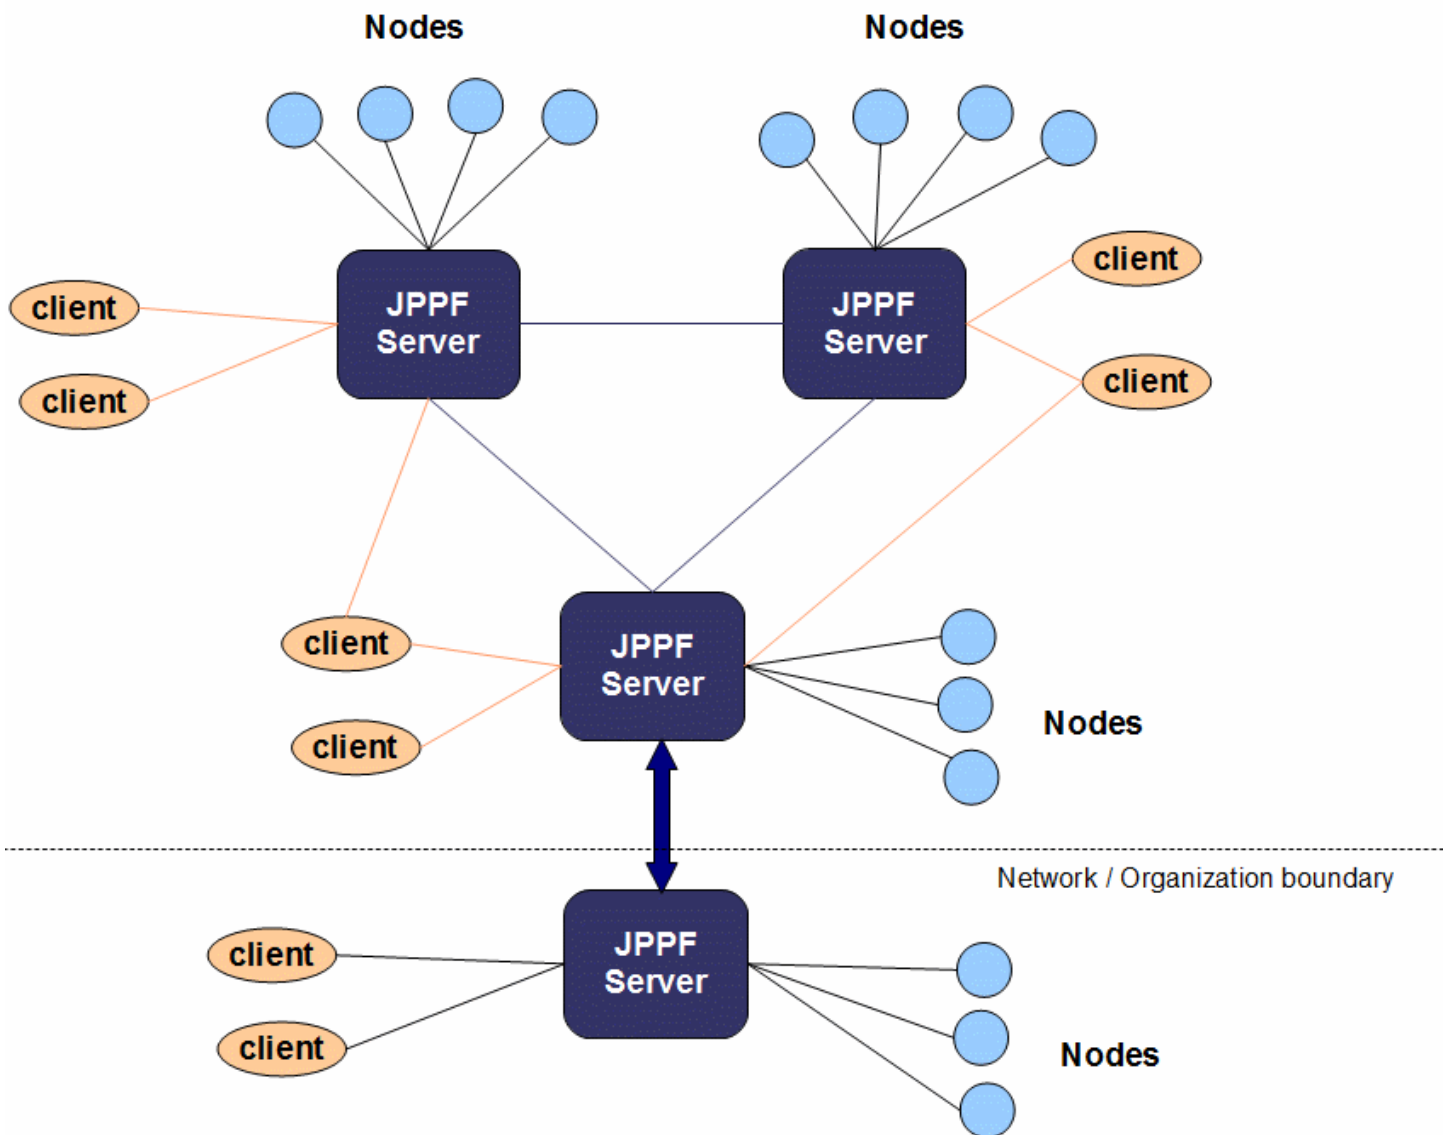 Nodes
Nodes
client
JPPF
Server
JPPF
Server
client
client
client
client
JPPF
Server
client
Nodes
Network / Organization boundary
client
JPPF
Server
client
Nodes